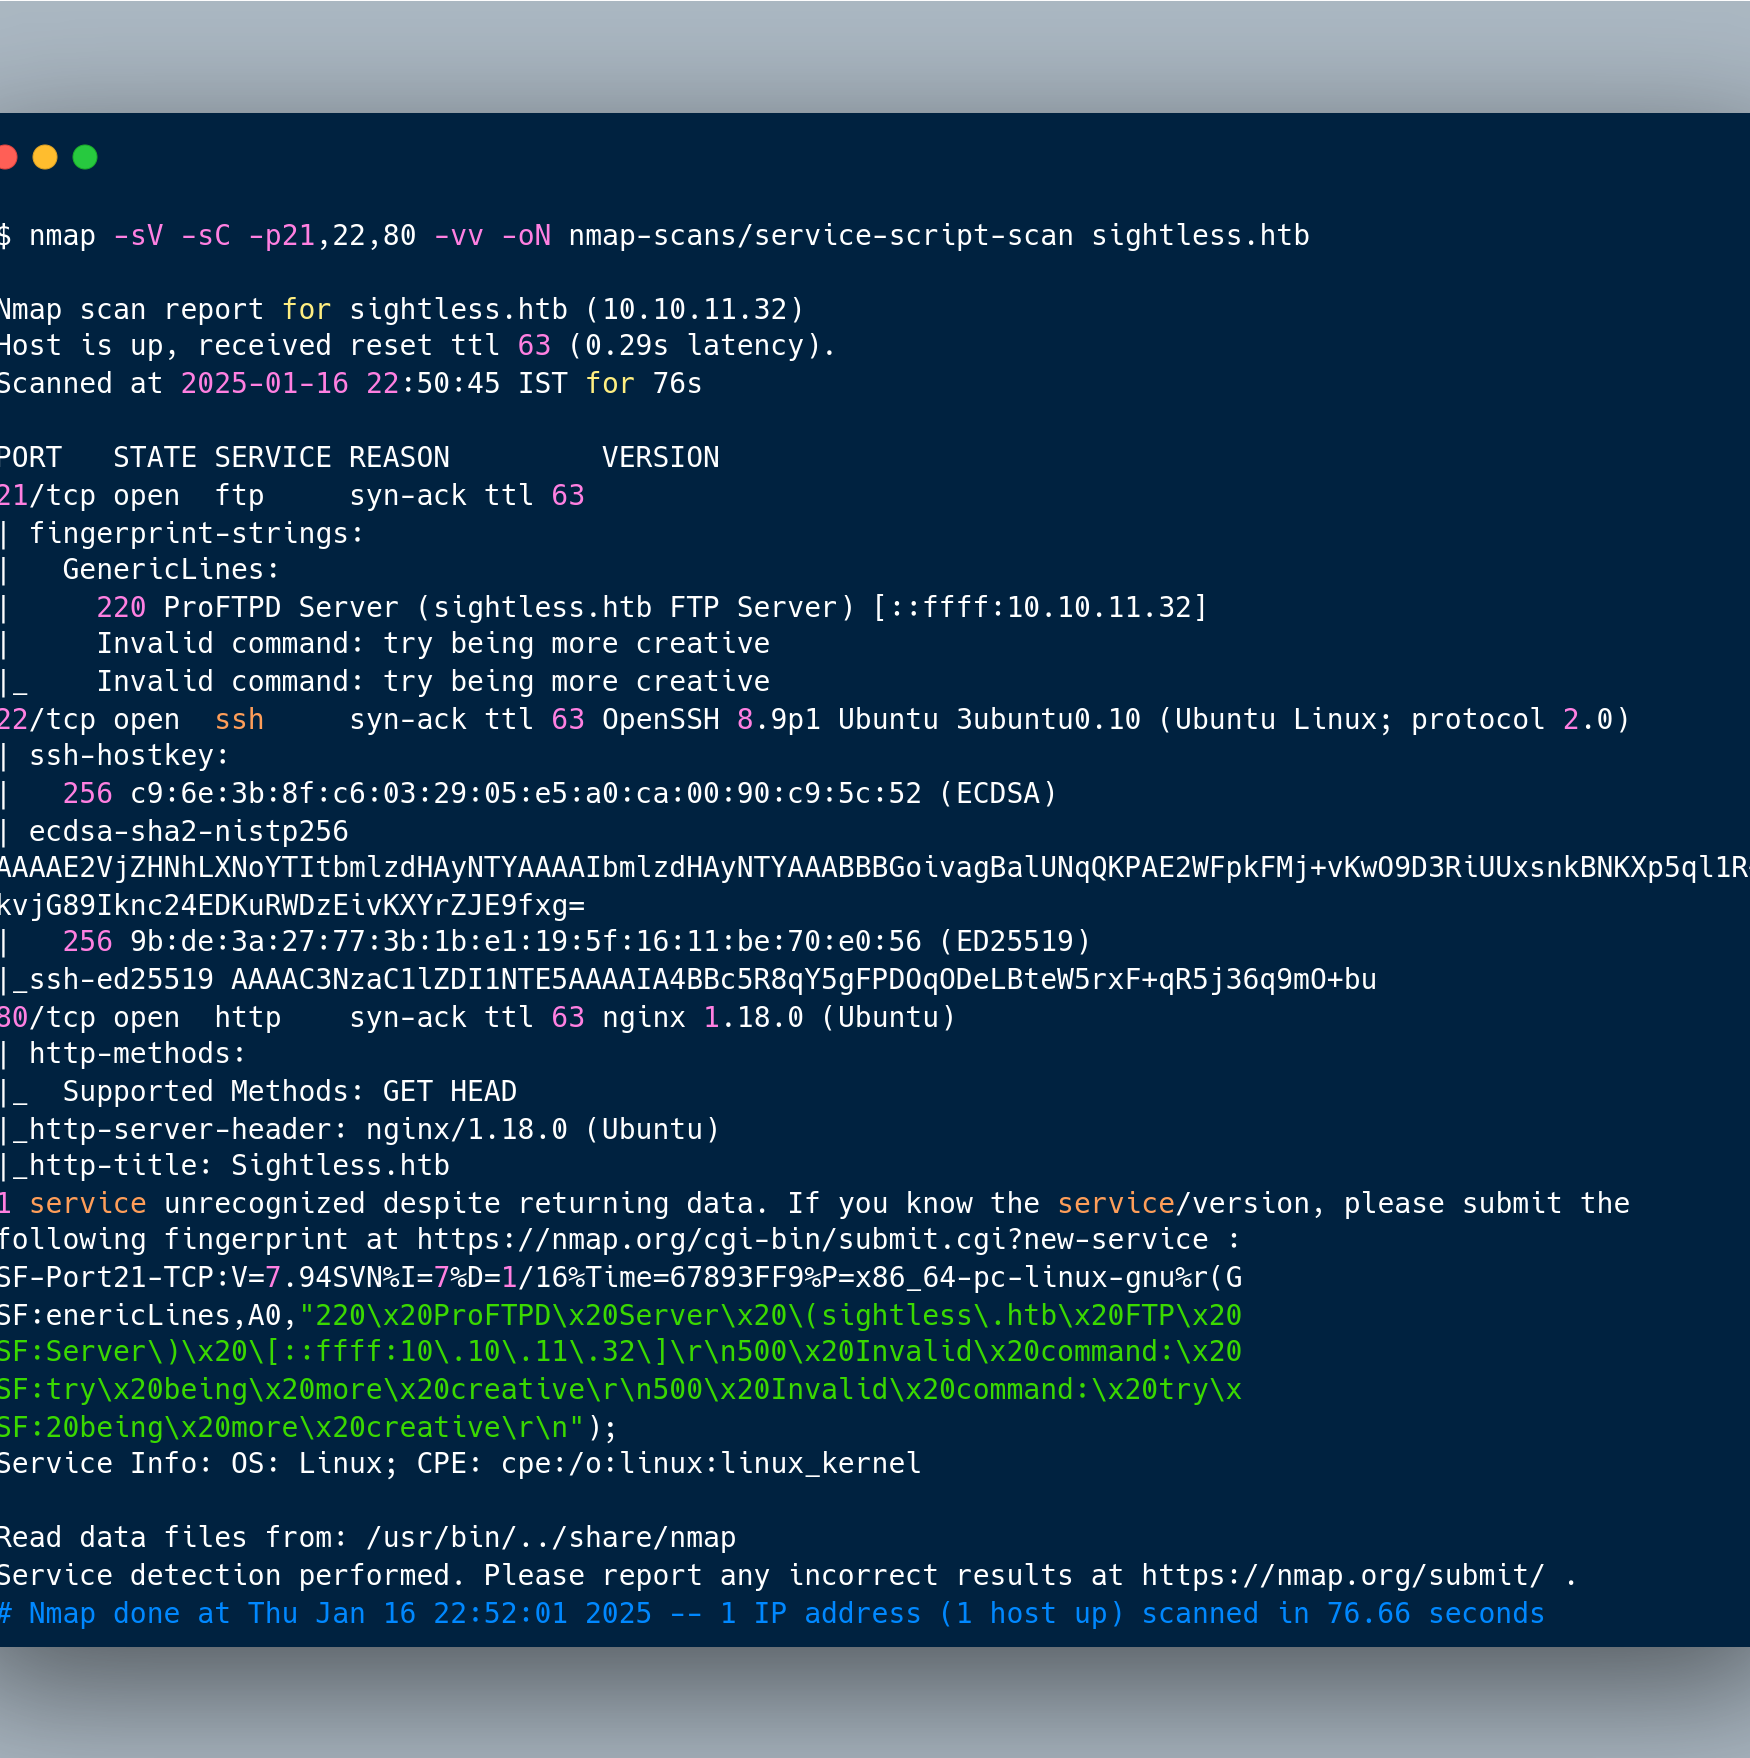 $ nmap -sV -sC -p21,22,80 -vv -oN nmap-scans/service-script-scan sightless.htb
Nmap scan report for sightless.htb (10.10.11.32)
Host is up, received reset ttl 63 (0.29s latency).
Scanned at 2025-01-16 22:50:45 IST for 76s
PORT   STATE SERVICE REASON         VERSION
21/tcp open  ftp     syn-ack ttl 63
| fingerprint-strings:
|   GenericLines:
|     220 ProFTPD Server (sightless.htb FTP Server) [::ffff:10.10.11.32]
|     Invalid command: try being more creative
|_    Invalid command: try being more creative
22/tcp open  ssh     syn-ack ttl 63 OpenSSH 8.9p1 Ubuntu 3ubuntu0.10 (Ubuntu Linux; protocol 2.0)
| ssh-hostkey:
|   256 c9:6e:3b:8f:c6:03:29:05:e5:a0:ca:00:90:c9:5c:52 (ECDSA)
| ecdsa-sha2-nistp256
AAAAE2VjZHNhLXNoYTItbmlzdHAyNTYAAAAIbmlzdHAyNTYAAABBBGoivagBalUNqQKPAE2WFpkFMj+vKwO9D3RiUUxsnkBNKXp5ql1R
kvjG89Iknc24EDKuRWDzEivKXYrZJE9fxg=
|   256 9b:de:3a:27:77:3b:1b:e1:19:5f:16:11:be:70:e0:56 (ED25519)
|_ssh-ed25519 AAAAC3NzaC1lZDI1NTE5AAAAIA4BBc5R8qY5gFPDOqODeLBteW5rxF+qR5j36q9mO+bu
80/tcp open  http    syn-ack ttl 63 nginx 1.18.0 (Ubuntu)
| http-methods:
|_  Supported Methods: GET HEAD
|_http-server-header: nginx/1.18.0 (Ubuntu)
|_http-title: Sightless.htb
1 service unrecognized despite returning data. If you know the service/version, please submit the
following fingerprint at https://nmap.org/cgi-bin/submit.cgi?new-service :
SF-Port21-TCP:V=7.94SVN%I=7%D=1/16%Time=67893FF9%P=x86_64-pc-linux-gnu%r(G
SF:enericLines,A0,"220\x20ProFTPD\x20Server\x20\(sightless\.htb\x20FTP\x20
SF:Server\)\x20\[::ffff:10\.10\.11\.32\]\r\n500\x20Invalid\x20command:\x20
SF:try\x20being\x20more\x20creative\r\n500\x20Invalid\x20command:\x20try\x
SF:20being\x20more\x20creative\r\n");
Service Info: OS: Linux; CPE: cpe:/o:linux:linux_kernel
Read data files from: /usr/bin/../share/nmap
Service detection performed. Please report any incorrect results at https://nmap.org/submit/ .
# Nmap done at Thu Jan 16 22:52:01 2025 -- 1 IP address (1 host up) scanned in 76.66 seconds